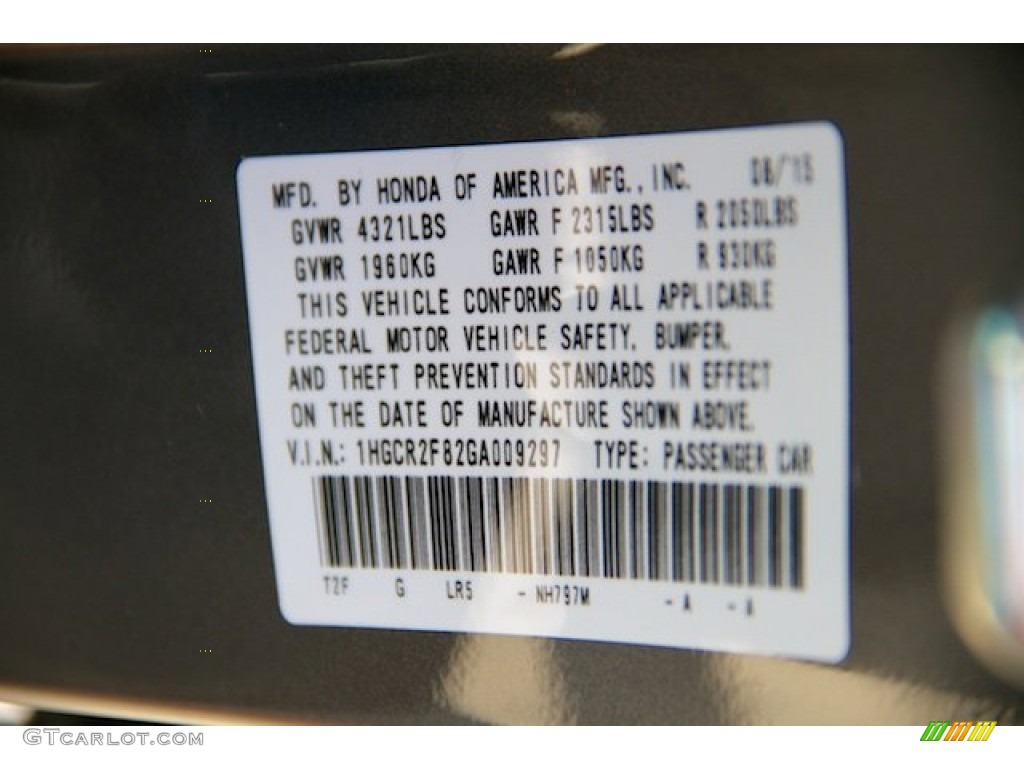 MFD. BY HONDA OF AMERICA MFG., INC. 08/'15
GVWR 4321LBS GAWR F 2315LBS R 2050LBS
GVWR 1960KG GAWR F 1050KG R 930KG
THIS VEHICLE CONFORMS TO ALL APPLICABLE
FEDERAL MOTOR VEHICLE SAFETY, BUMPER,
AND THEFT PREVENTION STANDARDS IN EFFECT
ON THE DATE OF MANUFACTURE SHOWN ABOVE.
V.I.N.: 1HGCR2F82GA009297 TYPE: PASSENGER CAR
T2F G LR5 - NH797M - A - A
GTCARLOT.COM